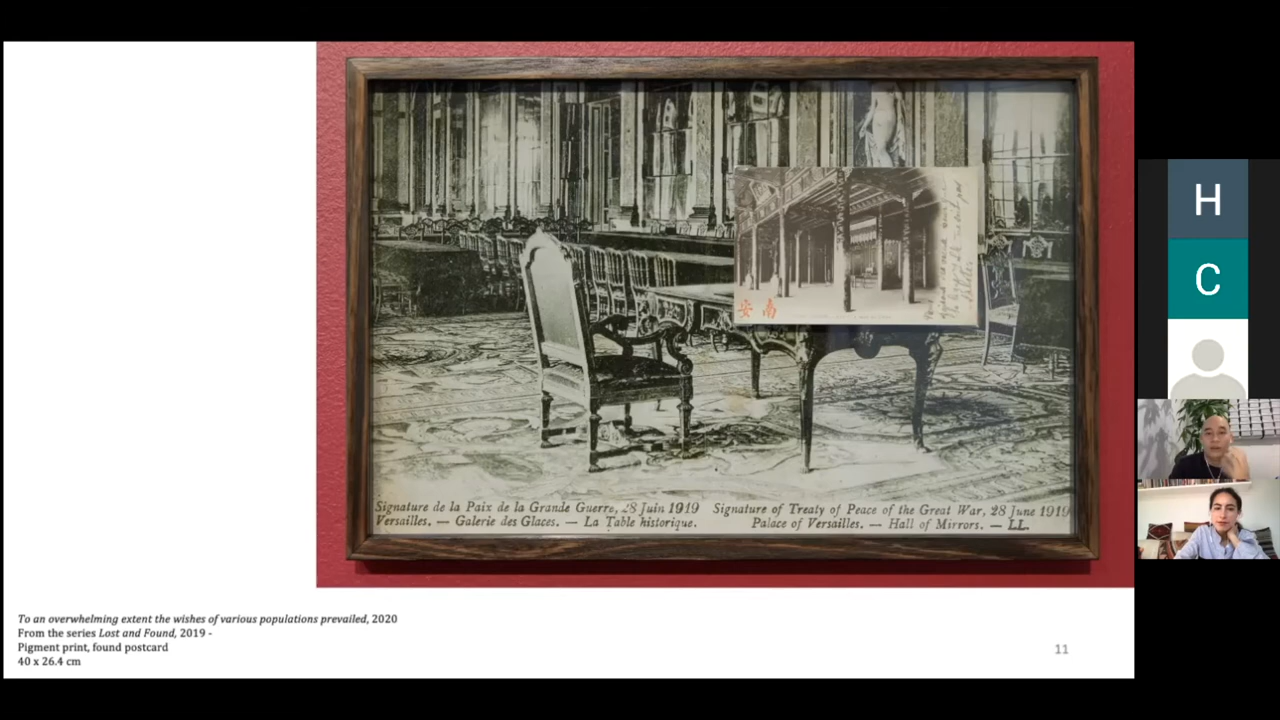 安 南
Signature de la Paix de la Grande Guerre, 28 Juin 1919
Versailles. — Galerie des Glaces. — La Table historique.
Signature of Treaty of Peace of the Great War, 28 June 1919
Palace of Versailles. — Hall of Mirrors. — LL.
To an overwhelming extent the wishes of various populations prevailed, 2020
From the series Lost and Found, 2019 -
Pigment print, found postcard
40 x 26.4 cm
11
H
C